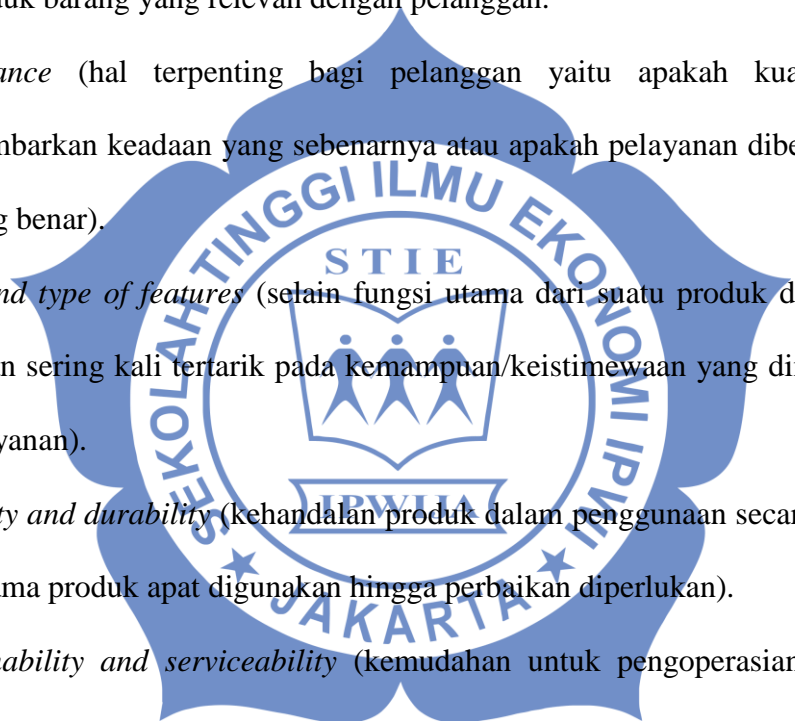 uk barang yang relevan dengan pelanggan.
ance (hal terpenting bagi pelanggan yaitu apakah kua
mbarkan keadaan yang sebenarnya atau apakah pelayanan dibe
g benar).
nd type of features (selain fungsi utama dari suatu produk d
n sering kali tertarik pada kemampuan/keistimewaan yang di
yanan).
ty and durability (kehandalan produk dalam penggunaan secar
ma produk apat digunakan hingga perbaikan diperlukan).
nability and serviceability (kemudahan untuk pengoperasian
SEKOLAH TINGGI ILMU EKONOMI IPWI
STIE
IPWIJA
JAKARTA